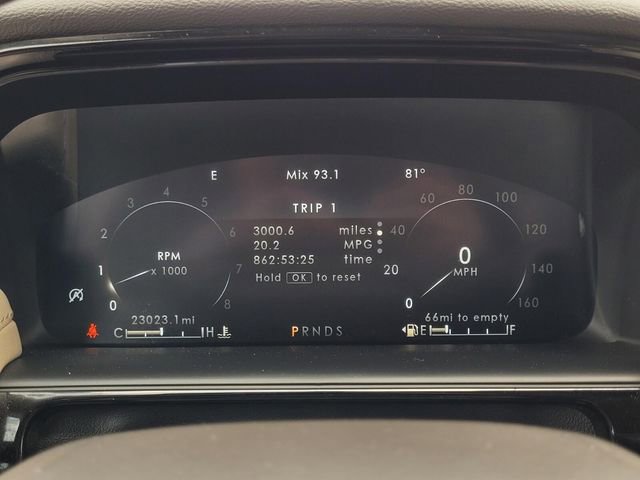 E Mix 93.1 81°
TRIP 1
3000.6 miles
20.2 MPG
862:53:25 time
Hold OK to reset
0 1 2 3 4 5 6 7 8
RPM
x 1000
0 20 40 60 80 100 120 140 160
0
MPH
23023.1 mi
66mi to empty
C H
PRNDS
E F